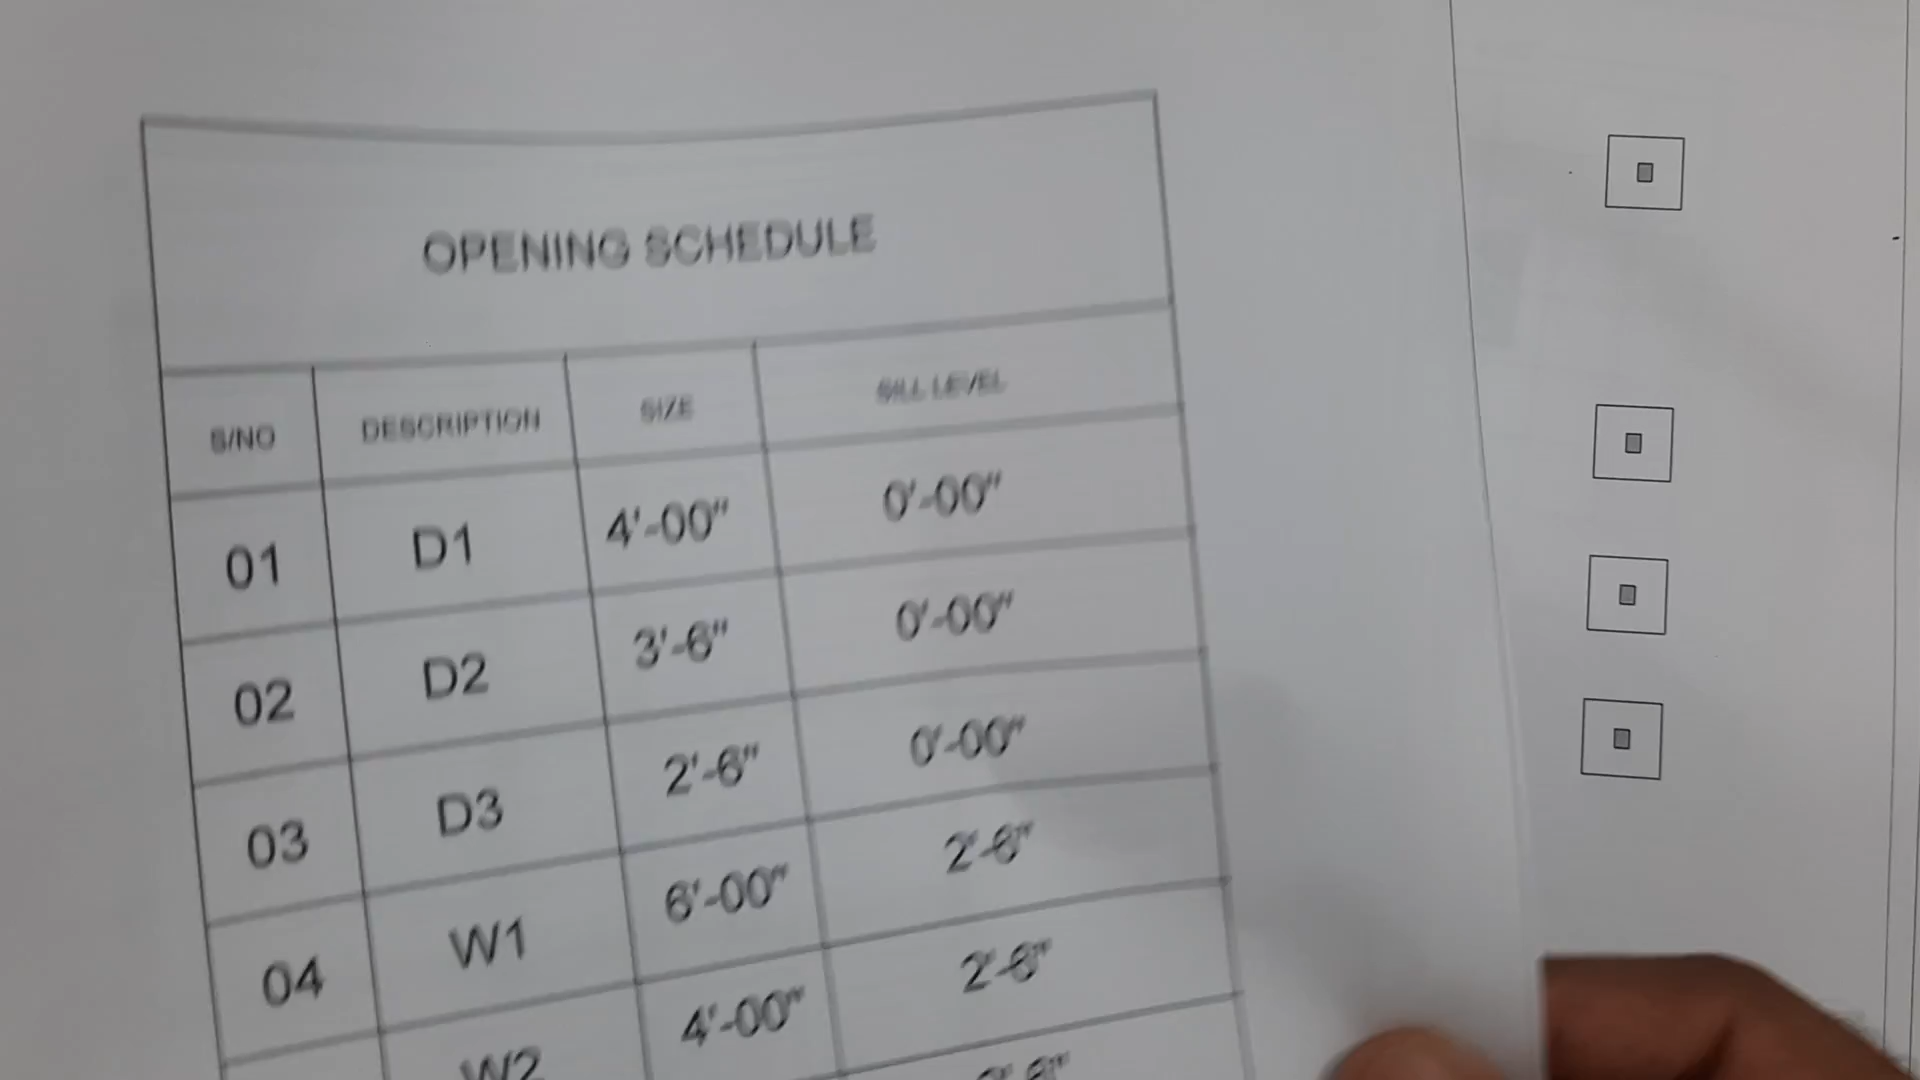 OPENING SCHEDULE
S/NO DESCRIPTION SIZE SILL LEVEL
01 D1 4'-00" 0'-00"
02 D2 3'-6" 0'-00"
03 D3 2'-6" 0'-00"
04 W1 6'-00" 2'-6"
W2 4'-00" 2'-6"